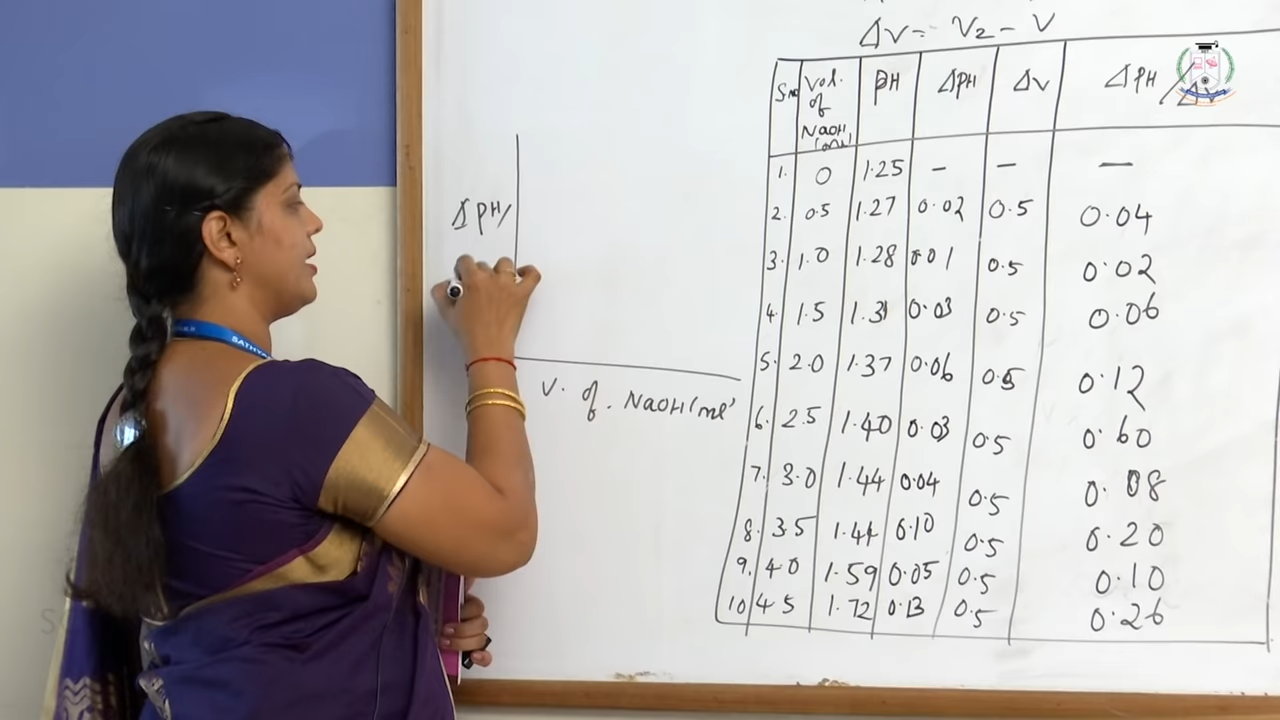 ΔV = V2 - V
S.no Vol. of NaOH (ml) PH ΔPH ΔV ΔPH/
1. 0 1.25 - - -
2. 0.5 1.27 0.02 0.5 0.04
3. 1.0 1.28 0.01 0.5 0.02
4. 1.5 1.31 0.03 0.5 0.06
5. 2.0 1.37 0.06 0.5 0.12
6. 2.5 1.40 0.03 0.5 0.60
7. 3.0 1.44 0.04 0.5 0.08
8. 3.5 1.44 0.10 0.5 0.20
9. 4.0 1.59 0.05 0.5 0.10
10 4.5 1.72 0.13 0.5 0.26
ΔPH/
V. of. NaOH (ml)
SATHYA